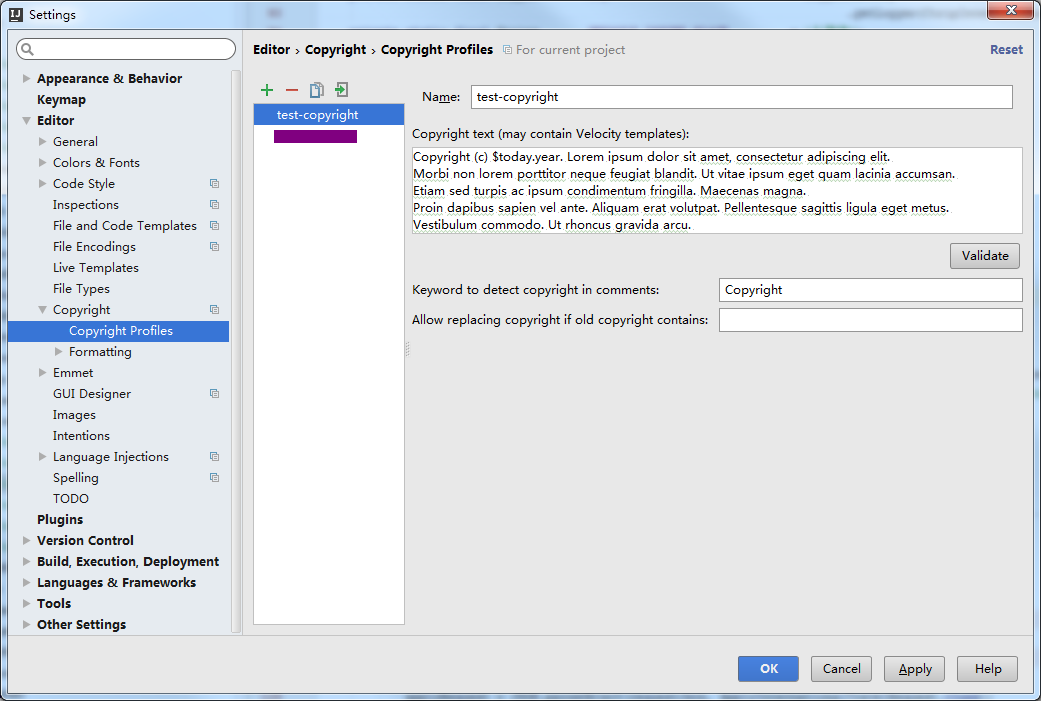 Settings
Editor › Copyright › Copyright Profiles For current project Reset
Appearance & Behavior
Keymap
Editor
General
Colors & Fonts
Code Style
Inspections
File and Code Templates
File Encodings
Live Templates
File Types
Copyright
Copyright Profiles
Formatting
Emmet
GUI Designer
Images
Intentions
Language Injections
Spelling
TODO
Plugins
Version Control
Build, Execution, Deployment
Languages & Frameworks
Tools
Other Settings
test-copyright
Name: test-copyright
Copyright text (may contain Velocity templates):
Copyright (c) $today.year. Lorem ipsum dolor sit amet, consectetur adipiscing elit.
Morbi non lorem porttitor neque feugiat blandit. Ut vitae ipsum eget quam lacinia accumsan.
Etiam sed turpis ac ipsum condimentum fringilla. Maecenas magna.
Proin dapibus sapien vel ante. Aliquam erat volutpat. Pellentesque sagittis ligula eget metus.
Vestibulum commodo. Ut rhoncus gravida arcu.
Validate
Keyword to detect copyright in comments: Copyright
Allow replacing copyright if old copyright contains:
OK Cancel Apply Help